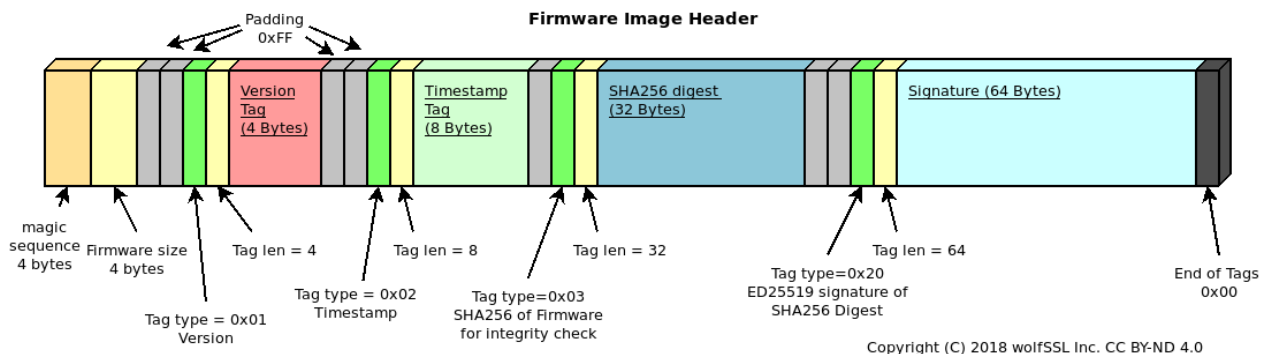 Firmware Image Header
Padding
0xFF
Version
Tag
(4 Bytes)
Timestamp
Tag
(8 Bytes)
SHA256 digest
(32 Bytes)
Signature (64 Bytes)
magic
sequence
4 bytes
Firmware size
4 bytes
Tag len = 4
Tag len = 8
Tag len = 32
Tag len = 64
Tag type = 0x01
Version
Tag type = 0x02
Timestamp
Tag type=0x03
SHA256 of Firmware
for integrity check
Tag type=0x20
ED25519 signature of
SHA256 Digest
End of Tags
0x00
Copyright (C) 2018 wolfSSL Inc. CC BY-ND 4.0